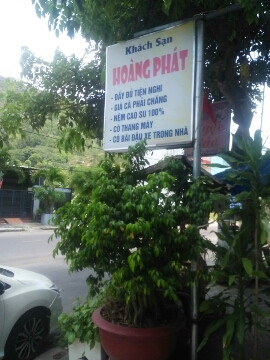 Khách Sạn
HOÀNG PHÁT
- ĐẦY ĐỦ TIỆN NGHI
- GIÁ CẢ PHẢI CHĂNG
- NỆM CAO SU 100%
- CÓ THANG MÁY
- CÓ BÃI ĐẬU XE TRONG NHÀ